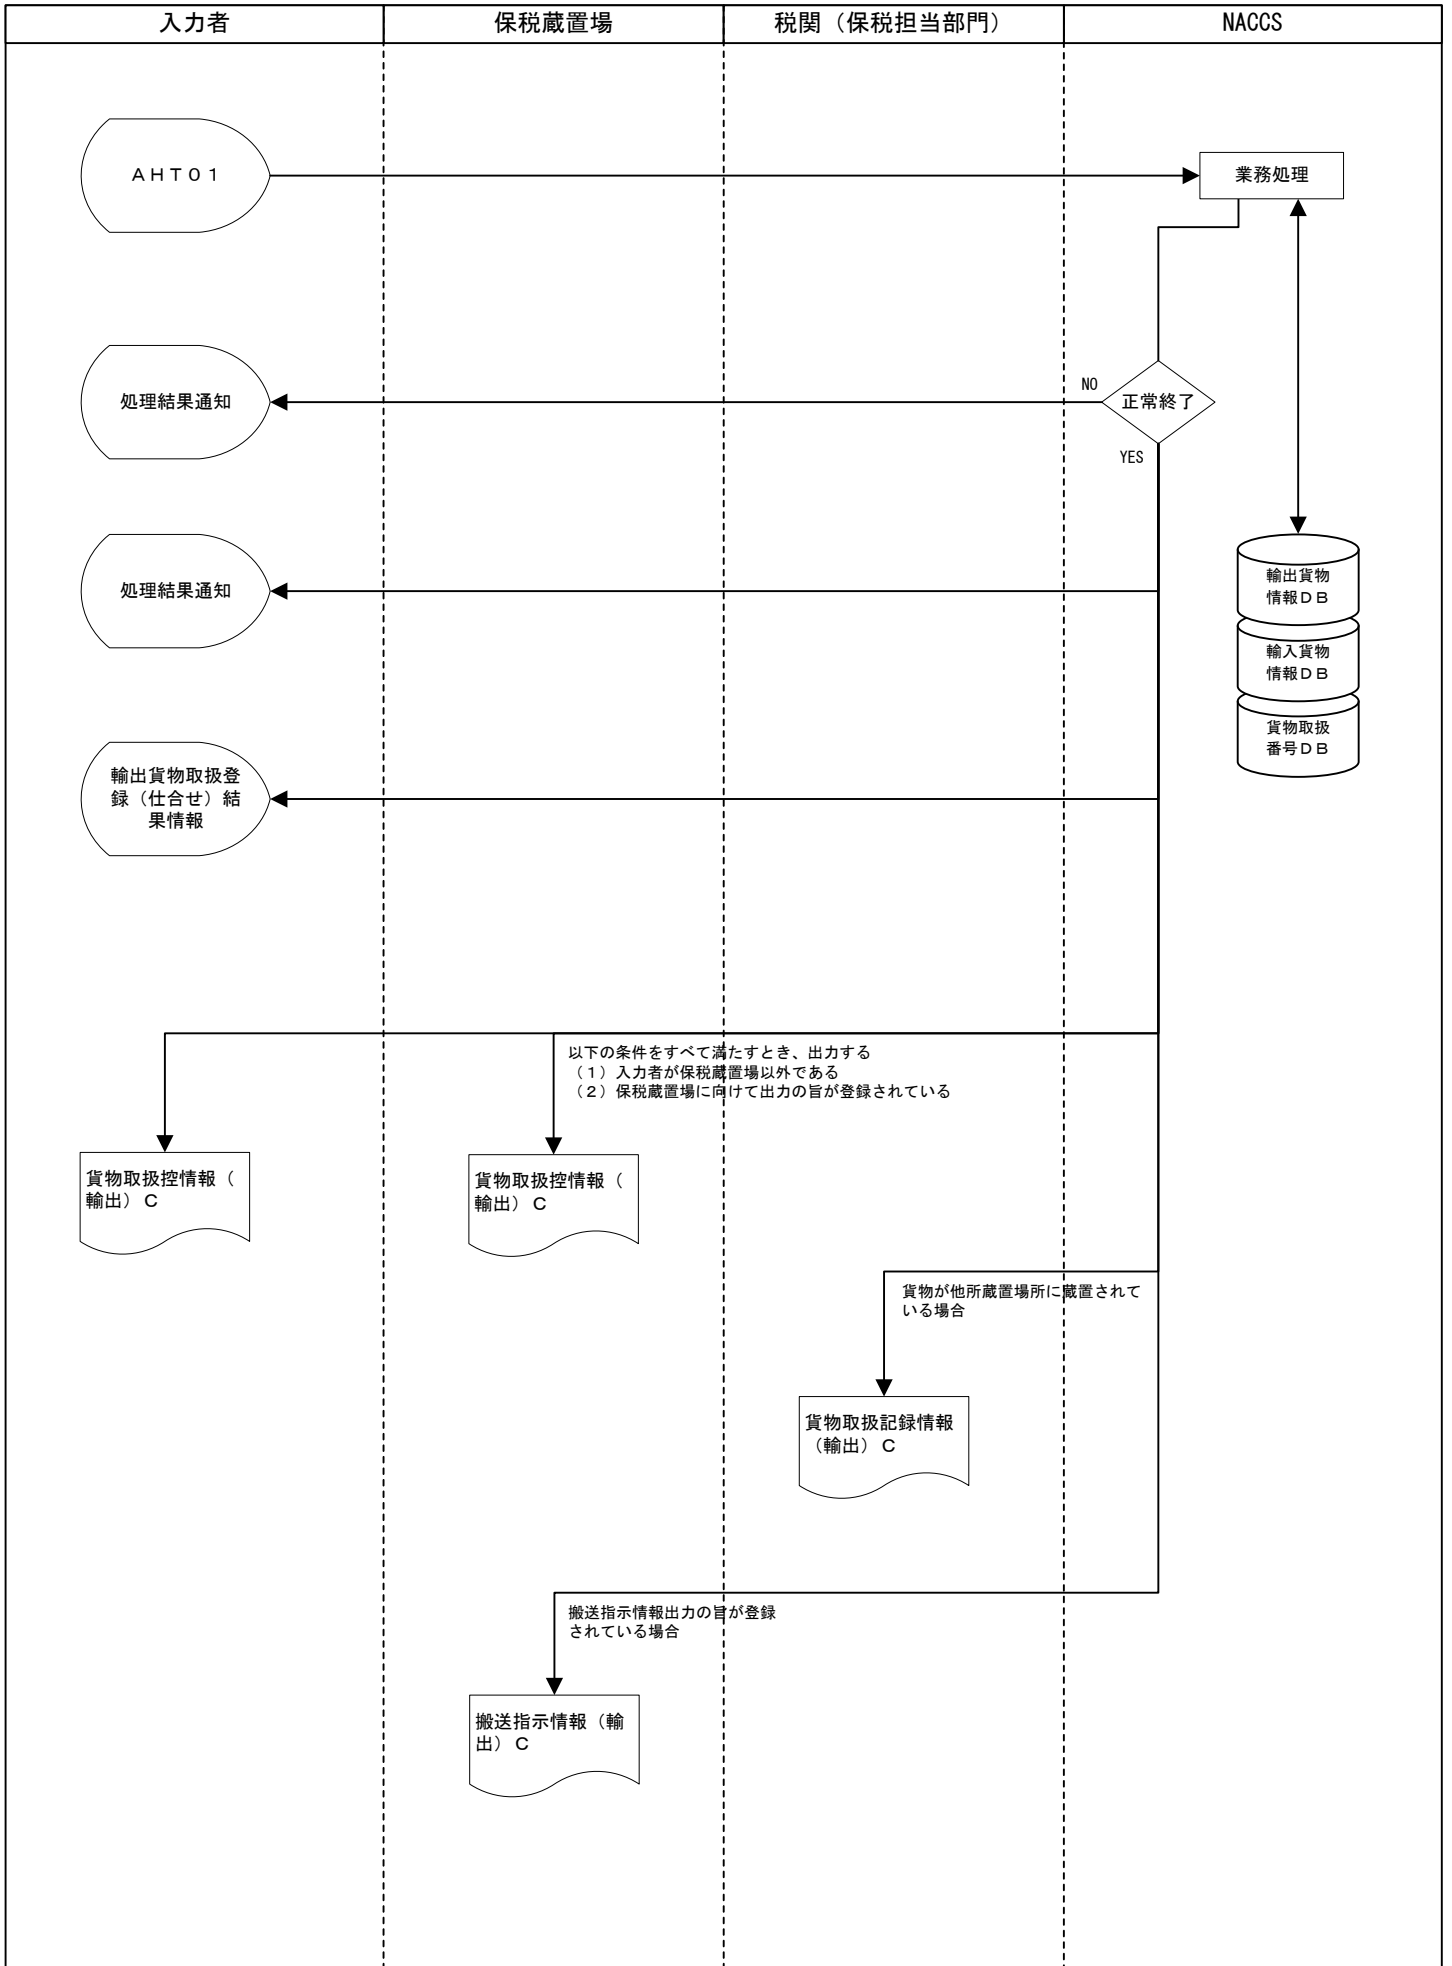 入力者
保税蔵置場
税関（保税担当部門）
NACCS
ＡＨＴ０１
業務処理
処理結果通知
NO
正常終了
YES
処理結果通知
輸出貨物
情報ＤＢ
輸入貨物
情報ＤＢ
貨物取扱
番号ＤＢ
輸出貨物取扱登
録（仕合せ）結
果情報
以下の条件をすべて満たすとき、出力する
（１）入力者が保税蔵置場以外である
（２）保税蔵置場に向けて出力の旨が登録されている
貨物取扱控情報（
輸出）Ｃ
貨物取扱控情報（
輸出）Ｃ
貨物が他所蔵置場所に蔵置されて
いる場合
貨物取扱記録情報
（輸出）Ｃ
搬送指示情報出力の旨が登録
されている場合
搬送指示情報（輸
出）Ｃ